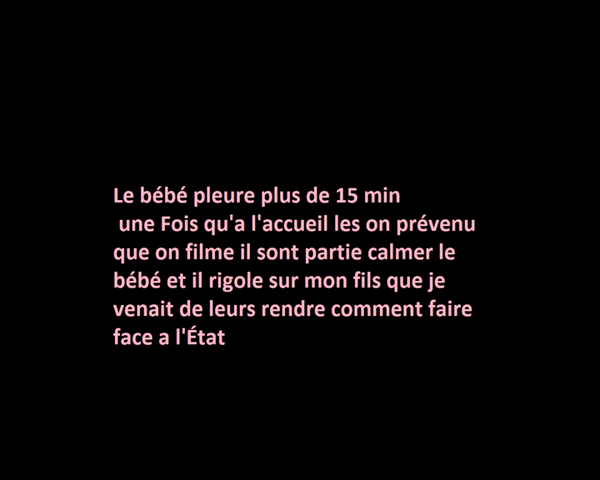 Le bébé pleure plus de 15 min
une Fois qu'a l'accueil les on prévenu
que on filme il sont partie calmer le
bébé et il rigole sur mon fils que je
venait de leurs rendre comment faire
face a l'État